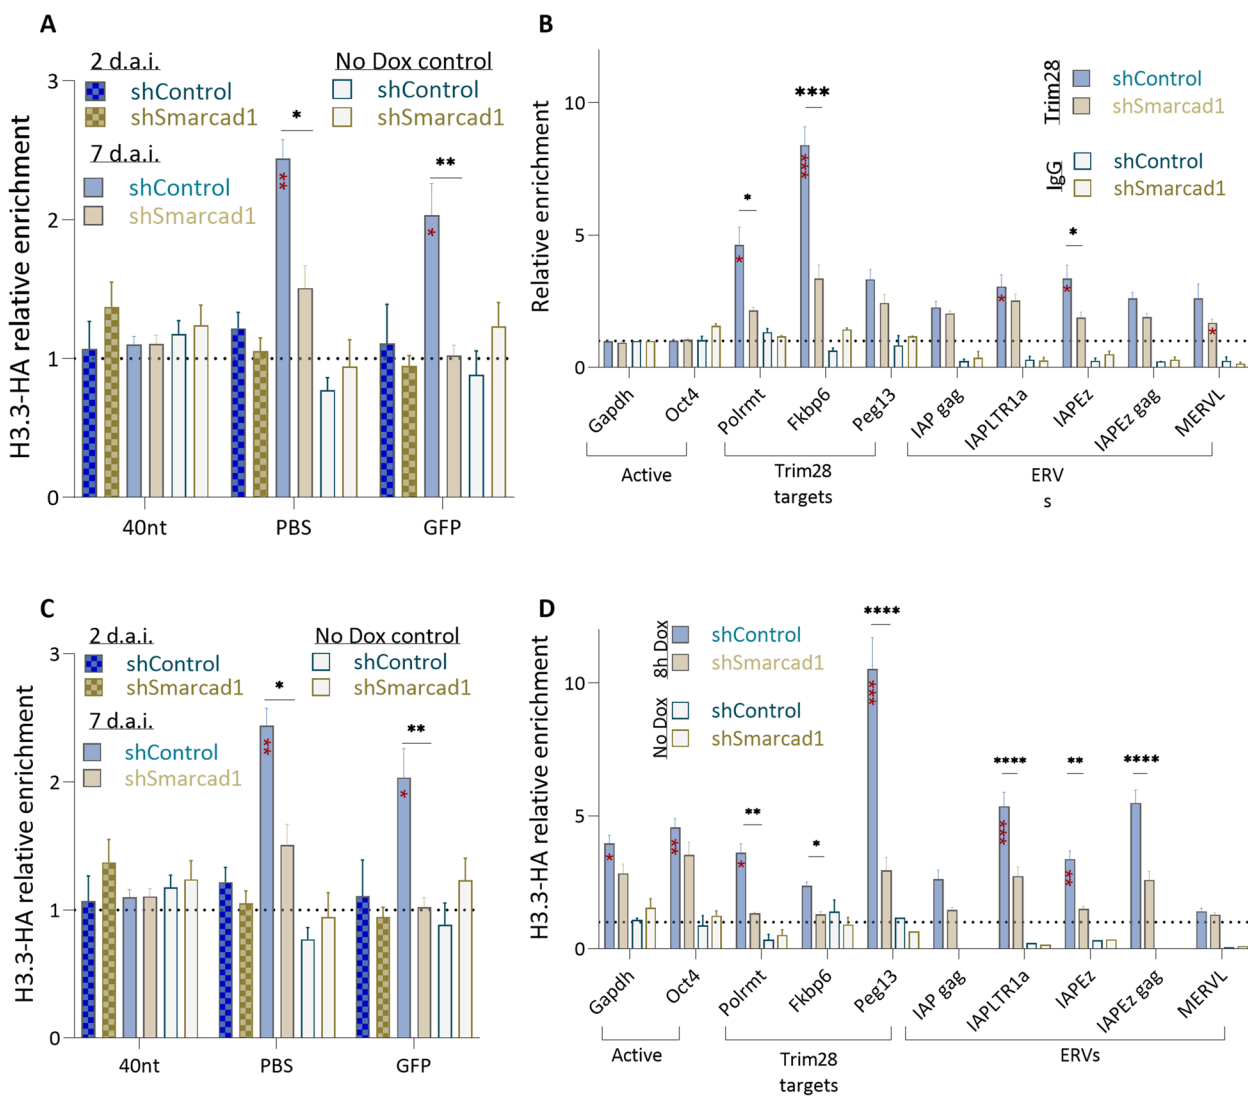 A
2 d.a.i.
No Dox control
shControl
shControl
shSmarcad1
shSmarcad1
7 d.a.i.
shControl
shSmarcad1
H3.3-HA relative enrichment
3
2
1
0
*
**
**
*
40nt
PBS
GFP
B
Trim28
shControl
shSmarcad1
IgG
shControl
shSmarcad1
Relative enrichment
10
5
0
***
***
*
*
*
*
*
*
Gapdh
Oct4
Polrmt
Fkbp6
Peg13
IAP gag
IAPLTR1a
IAPEz
IAPEz gag
MERVL
Active
Trim28
targets
ERV
s
C
2 d.a.i.
No Dox control
shControl
shControl
shSmarcad1
shSmarcad1
7 d.a.i.
shControl
shSmarcad1
H3.3-HA relative enrichment
3
2
1
0
*
**
**
*
40nt
PBS
GFP
D
8h Dox
shControl
shSmarcad1
No Dox
shControl
shSmarcad1
H3.3-HA relative enrichment
10
5
0
****
***
****
**
****
**
*
*
**
*
***
**
Gapdh
Oct4
Polrmt
Fkbp6
Peg13
IAP gag
IAPLTR1a
IAPEz
IAPEz gag
MERVL
Active
Trim28
targets
ERVs